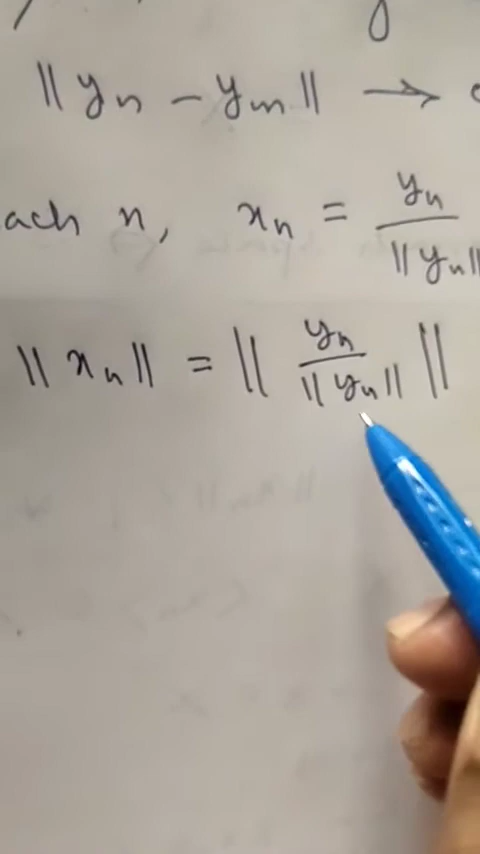 ‖ yₙ − yₘ ‖ →
ach n, xₙ = yₙ / ‖ yₙ ‖
‖ xₙ ‖ = ‖ yₙ / ‖ yₙ ‖ ‖